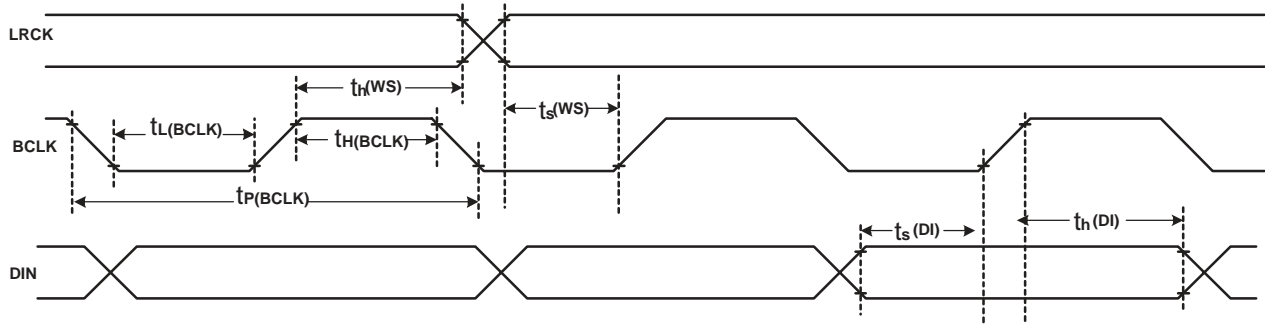 LRCK
th(WS)
ts(WS)
BCLK
tL(BCLK)
tH(BCLK)
tP(BCLK)
ts(DI)
th(DI)
DIN